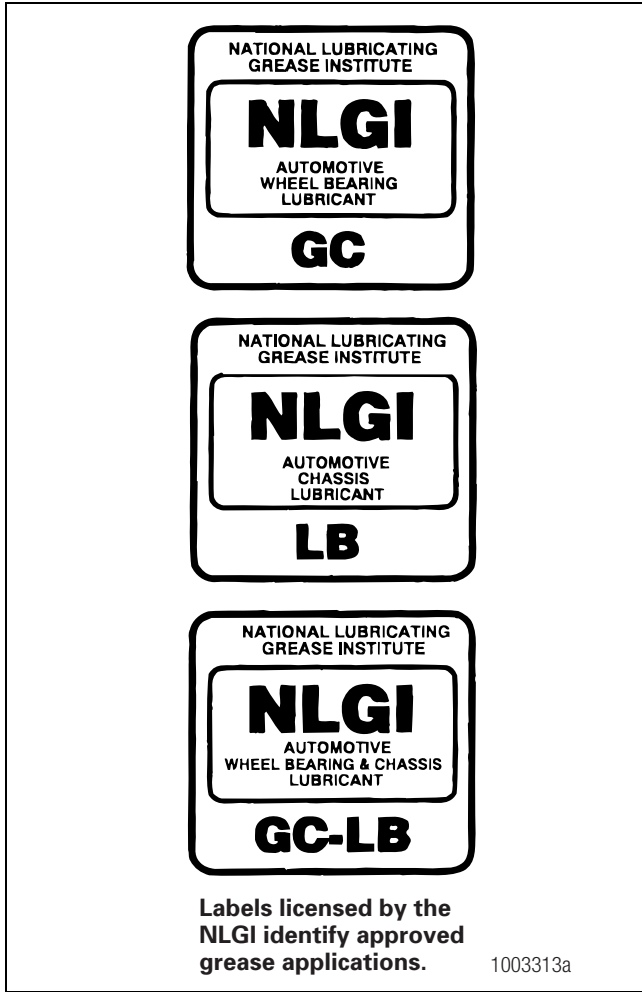 NATIONAL LUBRICATING
GREASE INSTITUTE
NLGI
AUTOMOTIVE
WHEEL BEARING
LUBRICANT
GC
NATIONAL LUBRICATING
GREASE INSTITUTE
NLGI
AUTOMOTIVE
CHASSIS
LUBRICANT
LB
NATIONAL LUBRICATING
GREASE INSTITUTE
NLGI
AUTOMOTIVE
WHEEL BEARING & CHASSIS
LUBRICANT
GC-LB
Labels licensed by the
NLGI identify approved
grease applications. 1003313a